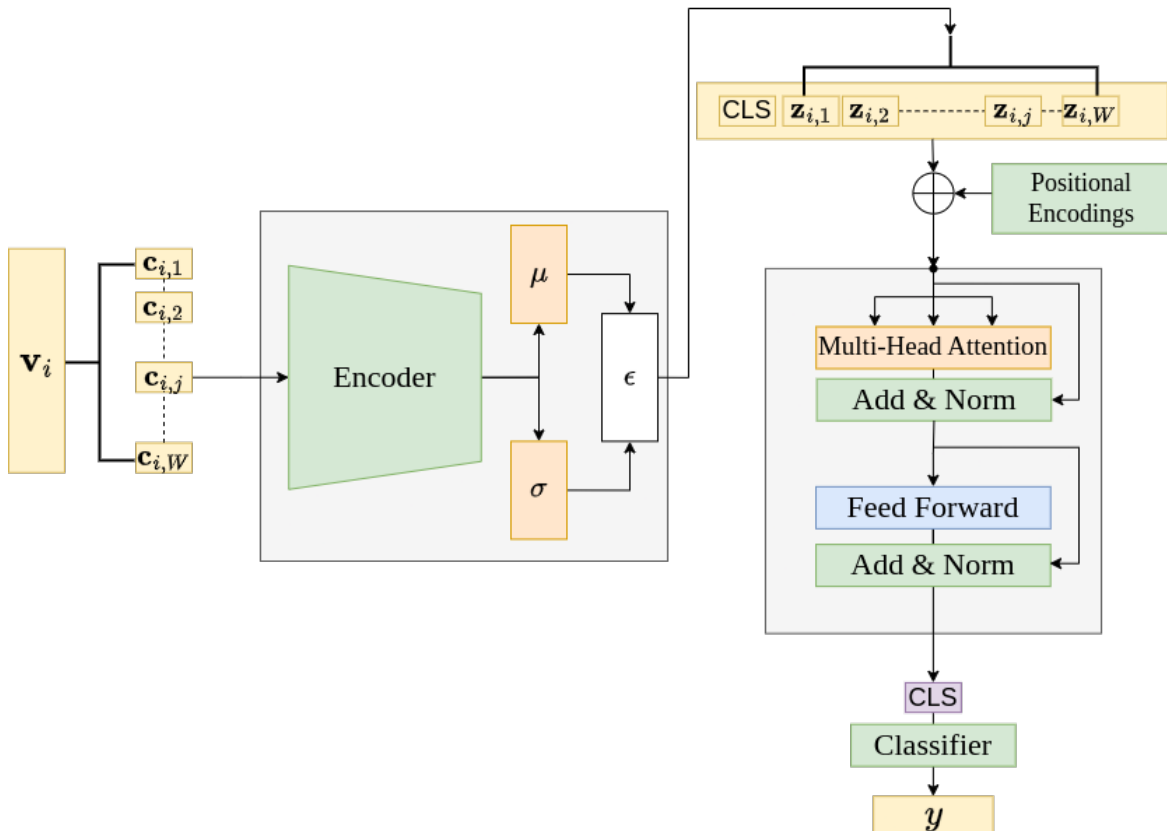 CLS z_{i,1} z_{i,2} z_{i,j} z_{i,W}
Positional
Encodings
v_i
c_{i,1}
c_{i,2}
c_{i,j}
c_{i,W}
Encoder
μ
σ
ϵ
Multi-Head Attention
Add & Norm
Feed Forward
Add & Norm
CLS
Classifier
y